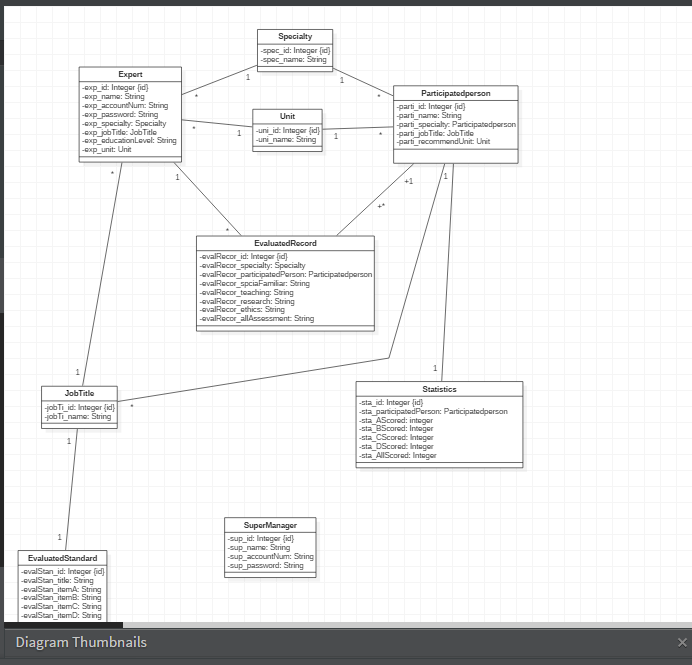 Specialty
-spec_id: Integer {id}
-spec_name: String
Expert
-exp_id: Integer {id}
-exp_name: String
-exp_accountNum: String
-exp_password: String
-exp_specialty: Specialty
-exp_jobTitle: JobTitle
-exp_educationLevel: String
-exp_unit: Unit
1
*
1
*
Participatedperson
-parti_id: Integer {id}
-parti_name: String
-parti_specialty: Participatedperson
-parti_jobTitle: JobTitle
-parti_recommendUnit: Unit
Unit
-uni_id: Integer {id}
-uni_name: String
*
1
1
*
*
1
+1
1
*
+*
EvaluatedRecord
-evalRecor_id: Integer {id}
-evalRecor_specialty: Specialty
-evalRecor_participatedPerson: Participatedperson
-evalRecor_spciaFamiliar: String
-evalRecor_teaching: String
-evalRecor_research: String
-evalRecor_ethics: String
-evalRecor_allAssessment: String
1
1
JobTitle
-jobTi_id: Integer {id}
-jobTi_name: String
*
1
Statistics
-sta_id: Integer {id}
-sta_participatedPerson: Participatedperson
-sta_AScored: integer
-sta_BScored: Integer
-sta_CScored: Integer
-sta_DScored: Integer
-sta_AllScored: Integer
SuperManager
-sup_id: Integer {id}
-sup_name: String
-sup_accountNum: String
-sup_password: String
1
EvaluatedStandard
-evalStan_id: Integer {id}
-evalStan_title: String
-evalStan_itemA: String
-evalStan_itemB: String
-evalStan_itemC: String
-evalStan_itemD: String
Diagram Thumbnails